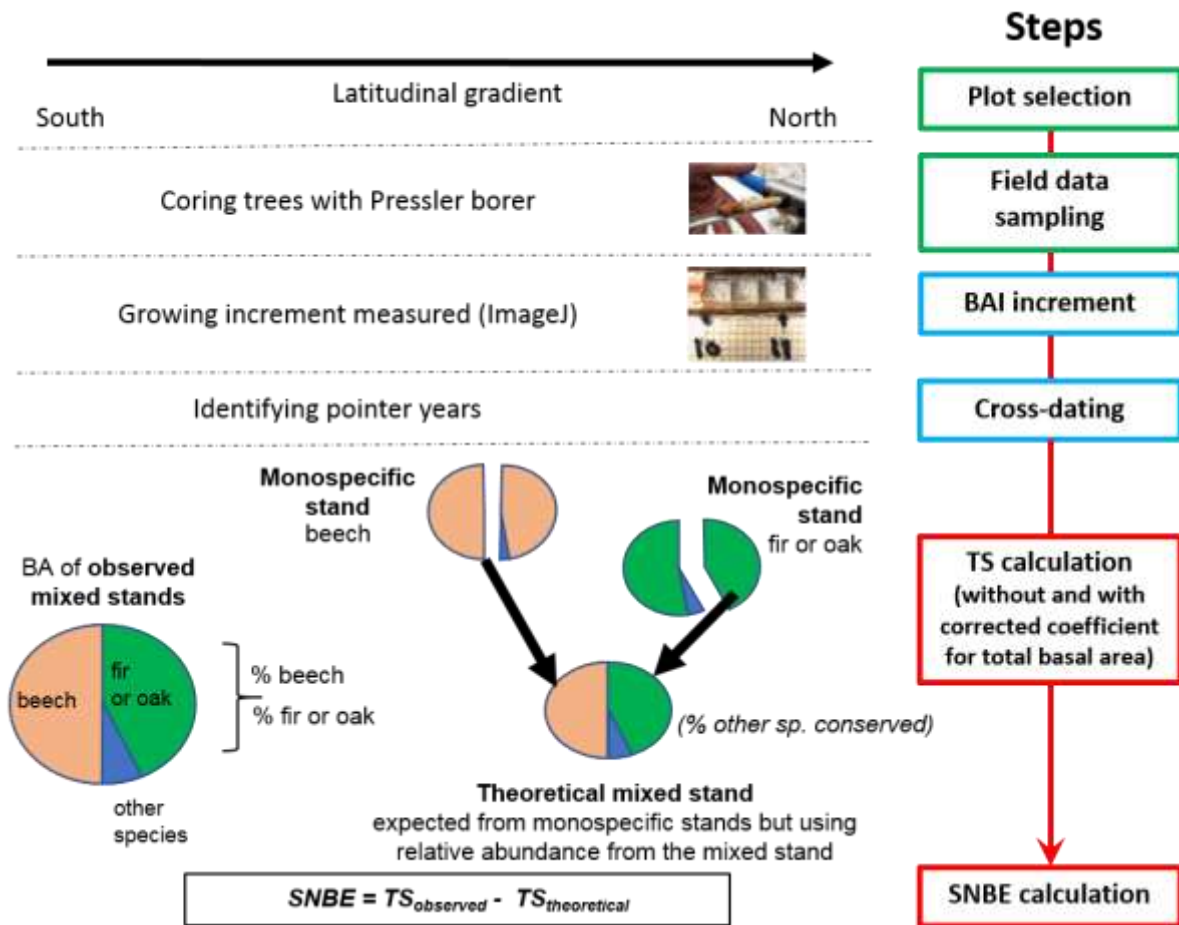 Steps
Latitudinal gradient
South
North
Plot selection
Coring trees with Pressler borer
Field data
sampling
Growing increment measured (ImageJ)
10
11
BAI increment
Identifying pointer years
Cross-dating
Monospecific
stand
beech
Monospecific
stand
fir or oak
BA of observed
mixed stands
beech
fir
or oak
% beech
% fir or oak
other
species
(% other sp. conserved)
Theoretical mixed stand
expected from monospecific stands but using
relative abundance from the mixed stand
TS calculation
(without and with
corrected coefficient
for total basal area)
SNBE = TSobserved - TStheoretical
SNBE calculation